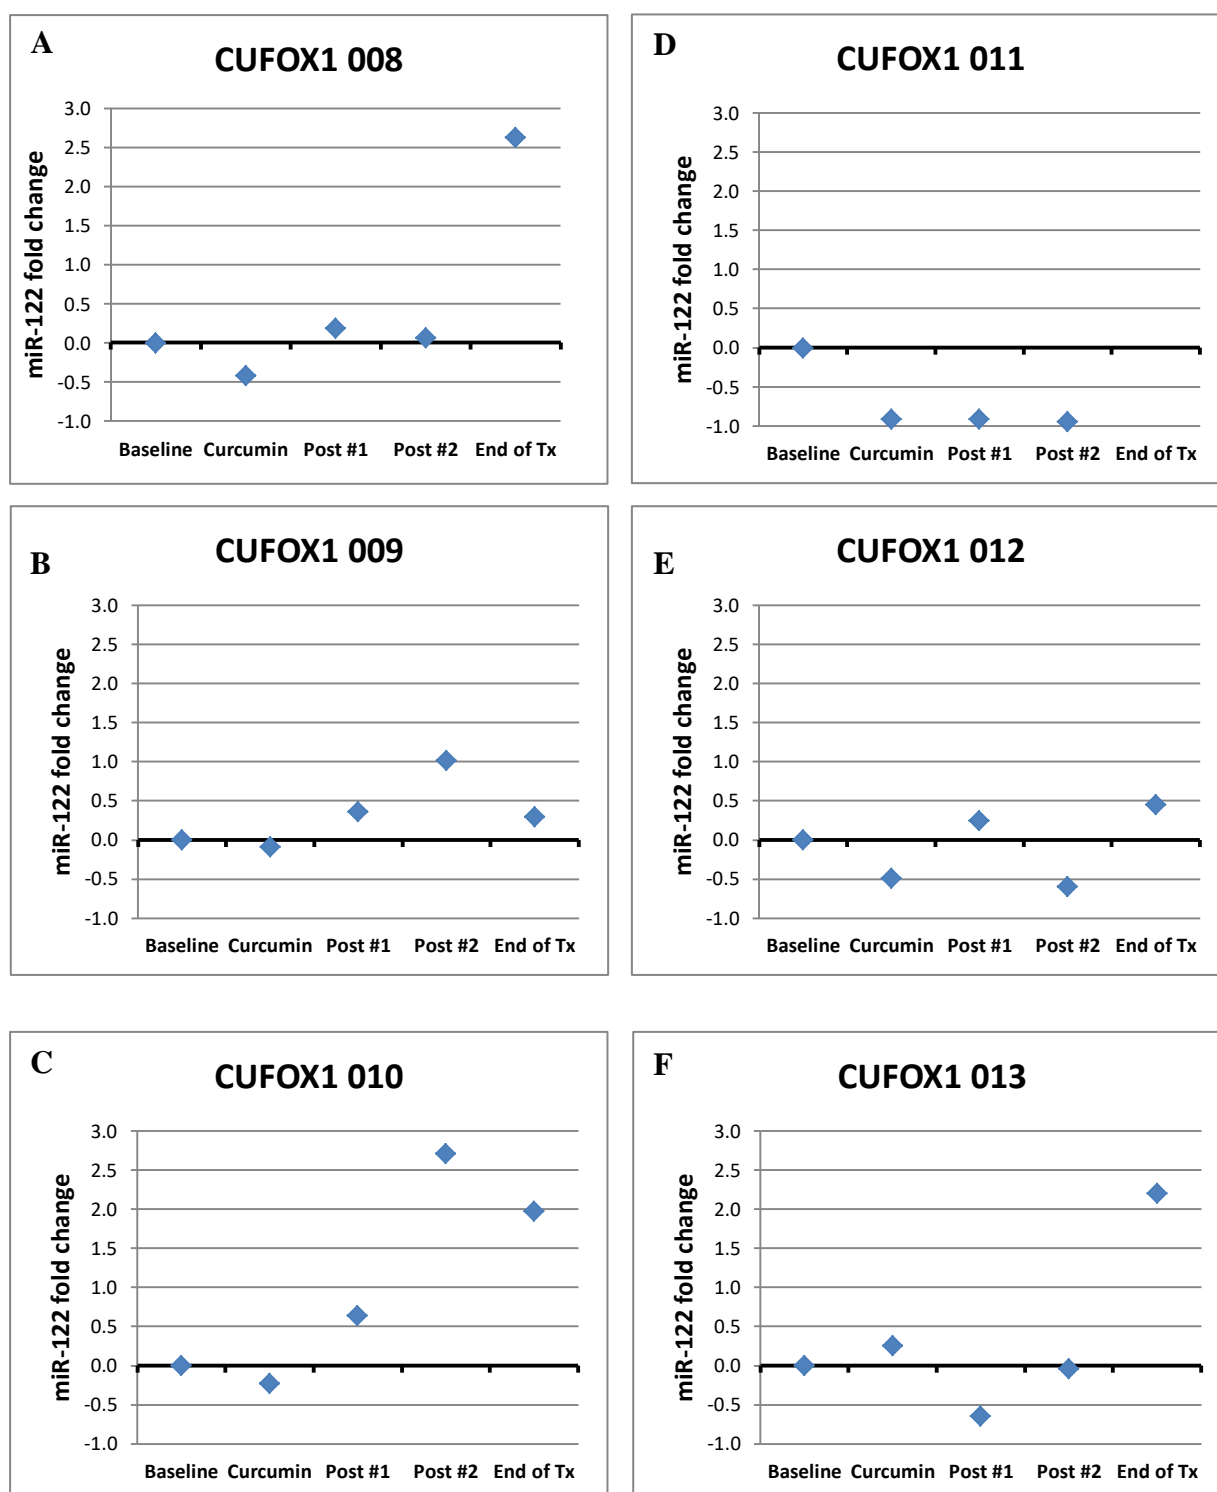 A
CUFOX1 008
miR-122 fold change
3.0
2.5
2.0
1.5
1.0
0.5
0.0
-0.5
-1.0
Baseline Curcumin Post #1 Post #2 End of Tx
D
CUFOX1 011
miR-122 fold change
3.0
2.5
2.0
1.5
1.0
0.5
0.0
-0.5
-1.0
Baseline Curcumin Post #1 Post #2 End of Tx
B
CUFOX1 009
miR-122 fold change
3.0
2.5
2.0
1.5
1.0
0.5
0.0
-0.5
-1.0
Baseline Curcumin Post #1 Post #2 End of Tx
E
CUFOX1 012
miR-122 fold change
3.0
2.5
2.0
1.5
1.0
0.5
0.0
-0.5
-1.0
Baseline Curcumin Post #1 Post #2 End of Tx
C
CUFOX1 010
miR-122 fold change
3.0
2.5
2.0
1.5
1.0
0.5
0.0
-0.5
-1.0
Baseline Curcumin Post #1 Post #2 End of Tx
F
CUFOX1 013
miR-122 fold change
3.0
2.5
2.0
1.5
1.0
0.5
0.0
-0.5
-1.0
Baseline Curcumin Post #1 Post #2 End of Tx